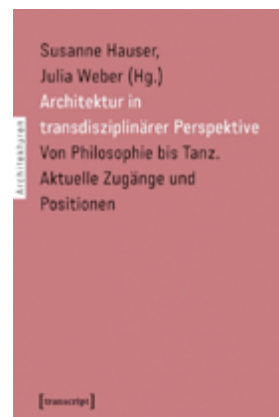 Susanne Hauser,
Julia Weber (Hg.)
Architektur in
transdisziplinärer Perspektive
Von Philosophie bis Tanz.
Aktuelle Zugänge und
Positionen
Architekturen
[transcript]